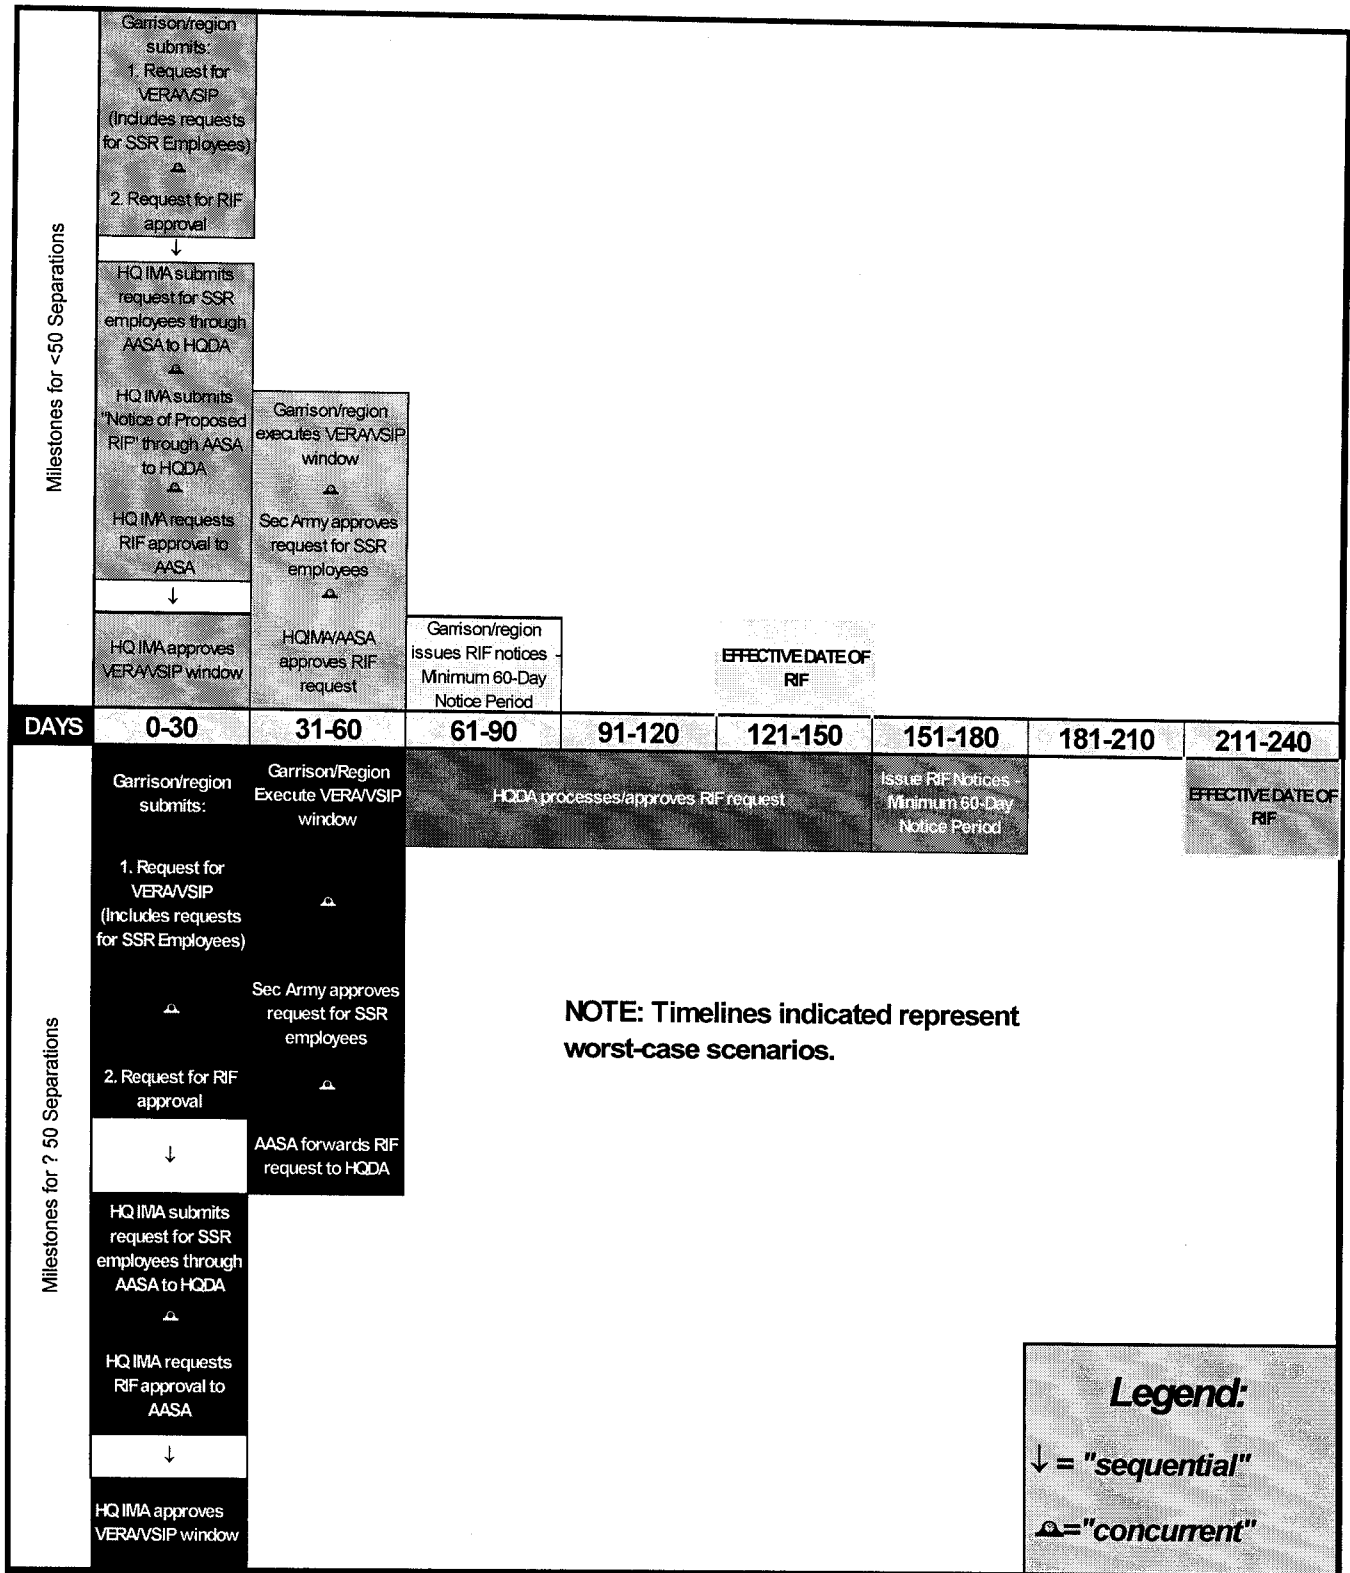 Milestones for <50 Separations
Garrison/region
submits:
1. Request for
VERA/VSIP
(Includes requests
for SSR Employees)
2. Request for RIF
approval
↓
HQ IMA submits
request for SSR
employees through
AASA to HQDA
HQ IMA submits
"Notice of Proposed
RIF" through AASA
to HQDA
HQ IMA requests
RIF approval to
AASA
↓
HQ IMA approves
VERA/VSIP window
Garrison/region
executes VERA/VSIP
window
Sec Army approves
request for SSR
employees
HQIMA/AASA
approves RIF
request
Garrison/region
issues RIF notices -
Minimum 60-Day
Notice Period
EFFECTIVE DATE OF
RIF
DAYS 0-30 31-60 61-90 91-120 121-150 151-180 181-210 211-240
Milestones for ? 50 Separations
Garrison/region
submits:
1. Request for
VERA/VSIP
(Includes requests
for SSR Employees)
2. Request for RIF
approval
↓
HQ IMA submits
request for SSR
employees through
AASA to HQDA
HQ IMA requests
RIF approval to
AASA
↓
HQ IMA approves
VERA/VSIP window
Garrison/Region
Execute VERA/VSIP
window
Sec Army approves
request for SSR
employees
AASA forwards RIF
request to HQDA
HQDA processes/approves RIF request
Issue RIF Notices -
Minimum 60-Day
Notice Period
EFFECTIVE DATE OF
RIF
NOTE: Timelines indicated represent
worst-case scenarios.
Legend:
↓ = "sequential"
="concurrent"